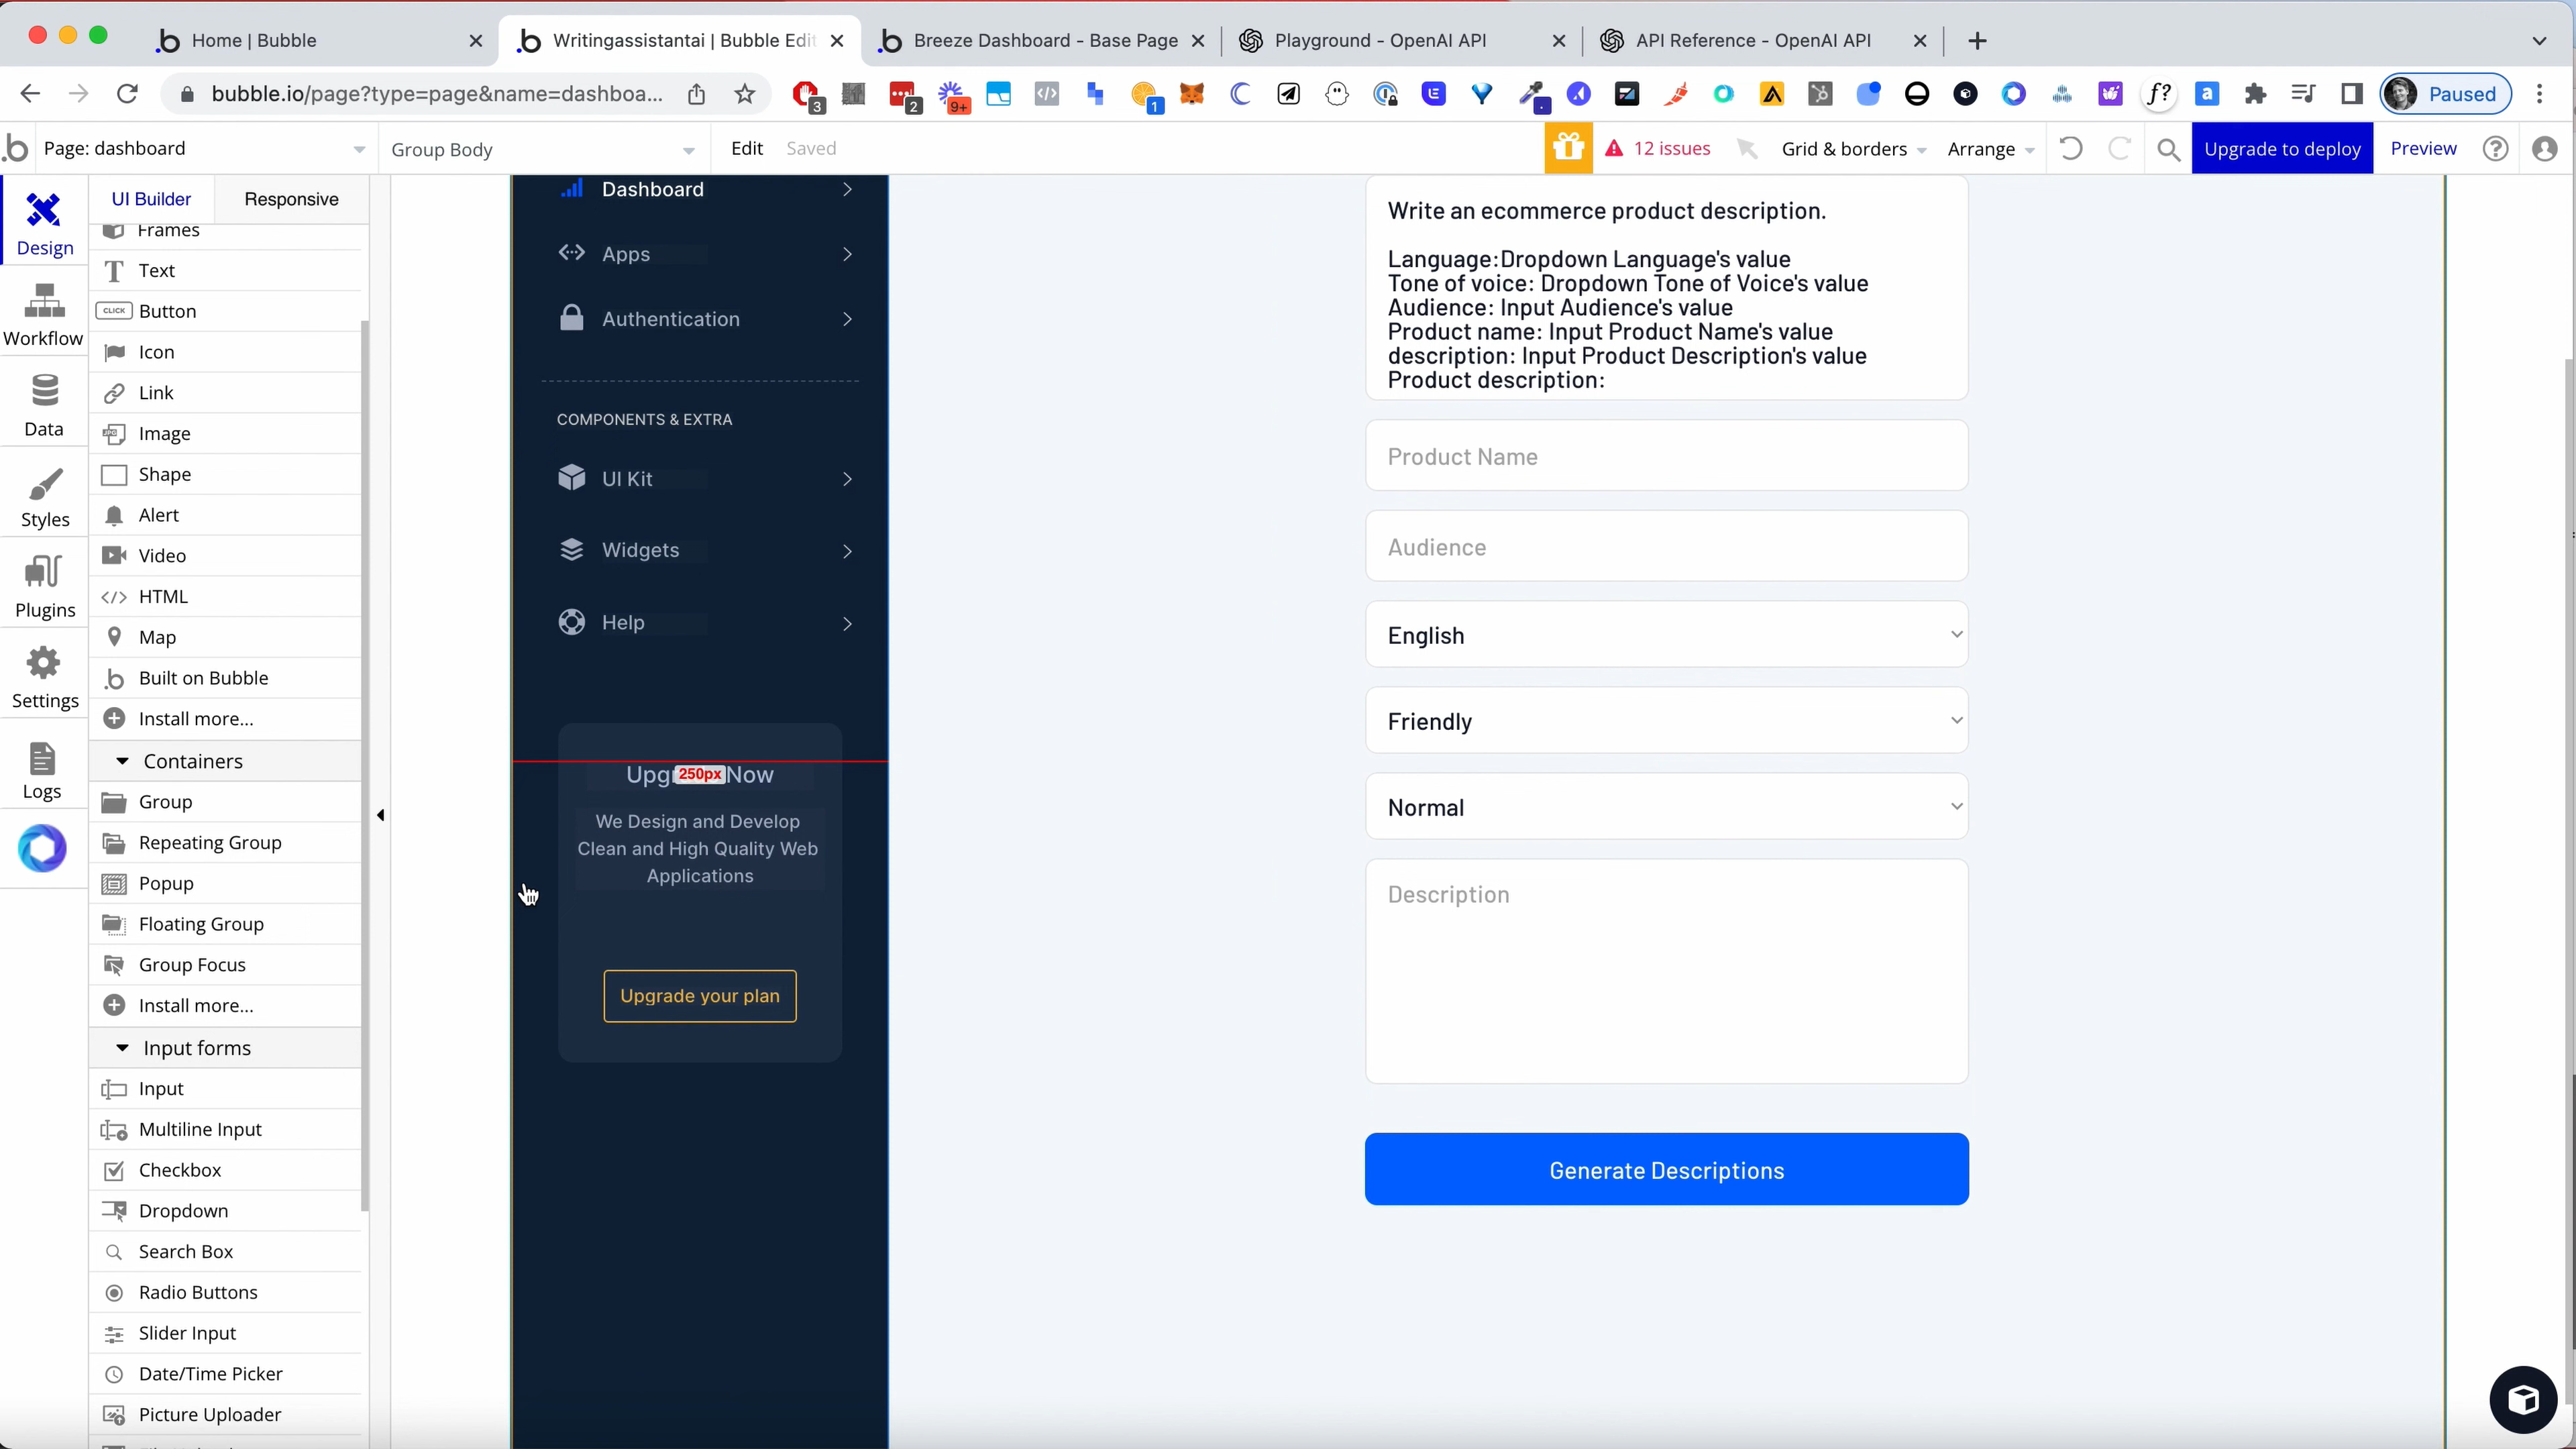 Home | Bubble
Writingassistantai | Bubble Edit
Breeze Dashboard - Base Page
Playground - OpenAI API
API Reference - OpenAI API
bubble.io/page?type=page&name=dashboa...
3
2
9+
1
f?
a
Paused
Page: dashboard
Group Body
Edit
Saved
12 issues
Grid & borders
Arrange
Upgrade to deploy
Preview
Design
Workflow
Data
Styles
Plugins
Settings
Logs
UI Builder
Responsive
Frames
Text
CLICK
Button
Icon
Link
Image
Shape
Alert
Video
HTML
Map
Built on Bubble
Install more...
Containers
Group
Repeating Group
Popup
Floating Group
Group Focus
Install more...
Input forms
Input
Multiline Input
Checkbox
Dropdown
Search Box
Radio Buttons
Slider Input
Date/Time Picker
Picture Uploader
Dashboard
Apps
Authentication
COMPONENTS & EXTRA
UI Kit
Widgets
Help
Upg
250px
Now
We Design and Develop
Clean and High Quality Web
Applications
Upgrade your plan
Write an ecommerce product description.
Language:Dropdown Language's value
Tone of voice: Dropdown Tone of Voice's value
Audience: Input Audience's value
Product name: Input Product Name's value
description: Input Product Description's value
Product description:
Product Name
Audience
English
Friendly
Normal
Description
Generate Descriptions